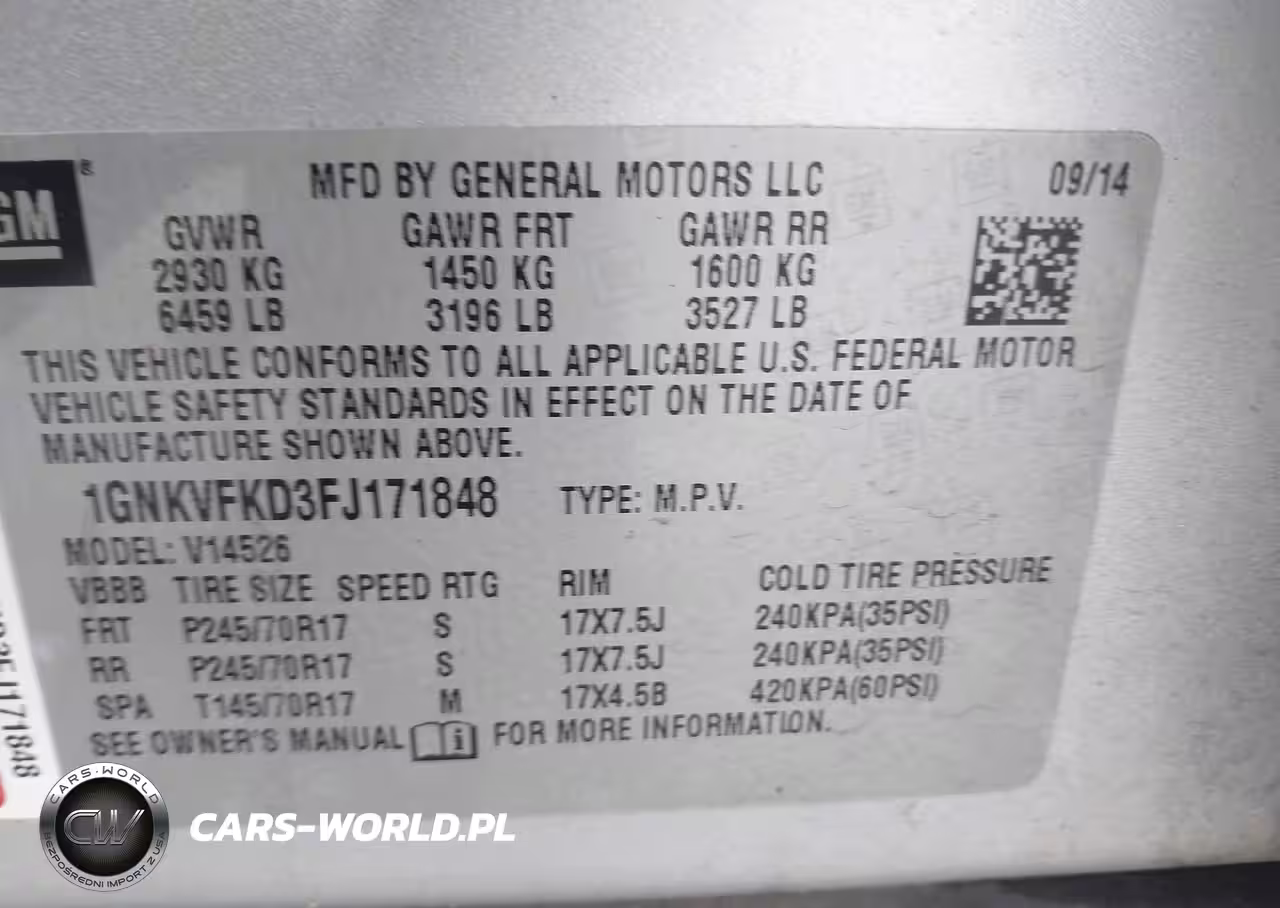 GM ®
MFD BY GENERAL MOTORS LLC 09/14
GVWR GAWR FRT GAWR RR
2930 KG 1450 KG 1600 KG
6459 LB 3196 LB 3527 LB
THIS VEHICLE CONFORMS TO ALL APPLICABLE U.S. FEDERAL MOTOR
VEHICLE SAFETY STANDARDS IN EFFECT ON THE DATE OF
MANUFACTURE SHOWN ABOVE.
1GNKVFKD3FJ171848 TYPE: M.P.V.
MODEL: V14526
VBBB TIRE SIZE SPEED RTG RIM COLD TIRE PRESSURE
FRT P245/70R17 S 17X7.5J 240KPA(35PSI)
RR P245/70R17 S 17X7.5J 240KPA(35PSI)
SPA T145/70R17 M 17X4.5B 420KPA(60PSI)
SEE OWNER'S MANUAL i FOR MORE INFORMATION.
J171848
CARS-WORLD
CW
BEZPOŚREDNI IMPORT Z USA
CARS-WORLD.PL